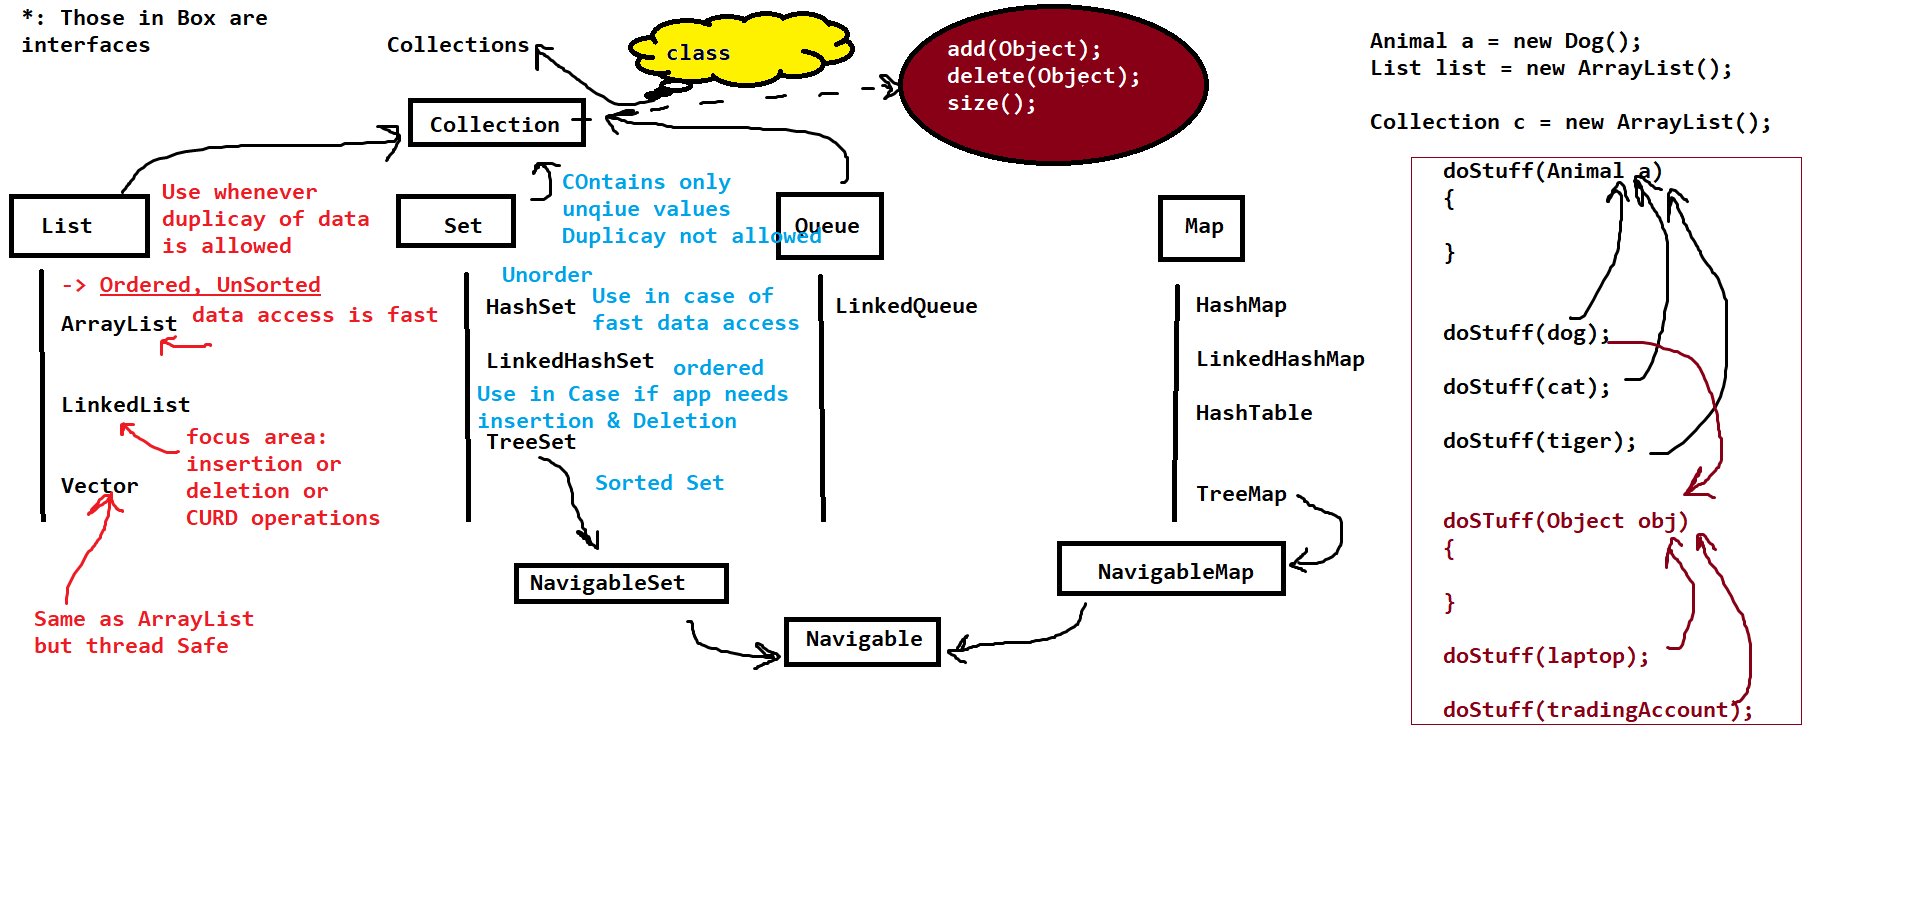 *: Those in Box are
interfaces
Collections
class
add(Object);
delete(Object);
size();
Collection
List
Use whenever
duplicay of data
is allowed
Set
COntains only
unqiue values
Duplicay not allowed
Queue
Map
-> Ordered, UnSorted
ArrayList
data access is fast
LinkedList
focus area:
insertion or
deletion or
CURD operations
Vector
Same as ArrayList
but thread Safe
Unorder
HashSet
Use in case of
fast data access
LinkedHashSet
ordered
Use in Case if app needs
insertion & Deletion
TreeSet
Sorted Set
NavigableSet
LinkedQueue
HashMap
LinkedHashMap
HashTable
TreeMap
NavigableMap
Navigable
Animal a = new Dog();
List list = new ArrayList();
Collection c = new ArrayList();
doStuff(Animal a)
{
}
doStuff(dog);
doStuff(cat);
doStuff(tiger);
doSTuff(Object obj)
{
}
doStuff(laptop);
doStuff(tradingAccount);